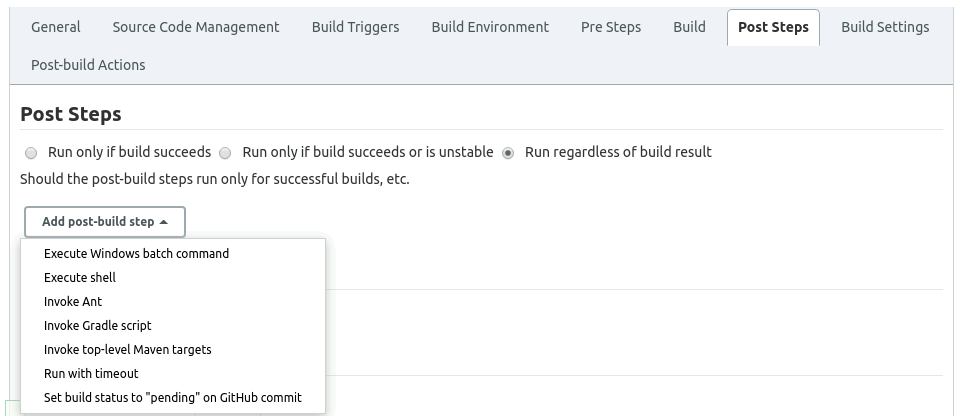 General Source Code Management Build Triggers Build Environment Pre Steps Build Post Steps Build Settings
Post-build Actions
Post Steps
Run only if build succeeds Run only if build succeeds or is unstable Run regardless of build result
Should the post-build steps run only for successful builds, etc.
Add post-build step
Execute Windows batch command
Execute shell
Invoke Ant
Invoke Gradle script
Invoke top-level Maven targets
Run with timeout
Set build status to "pending" on GitHub commit